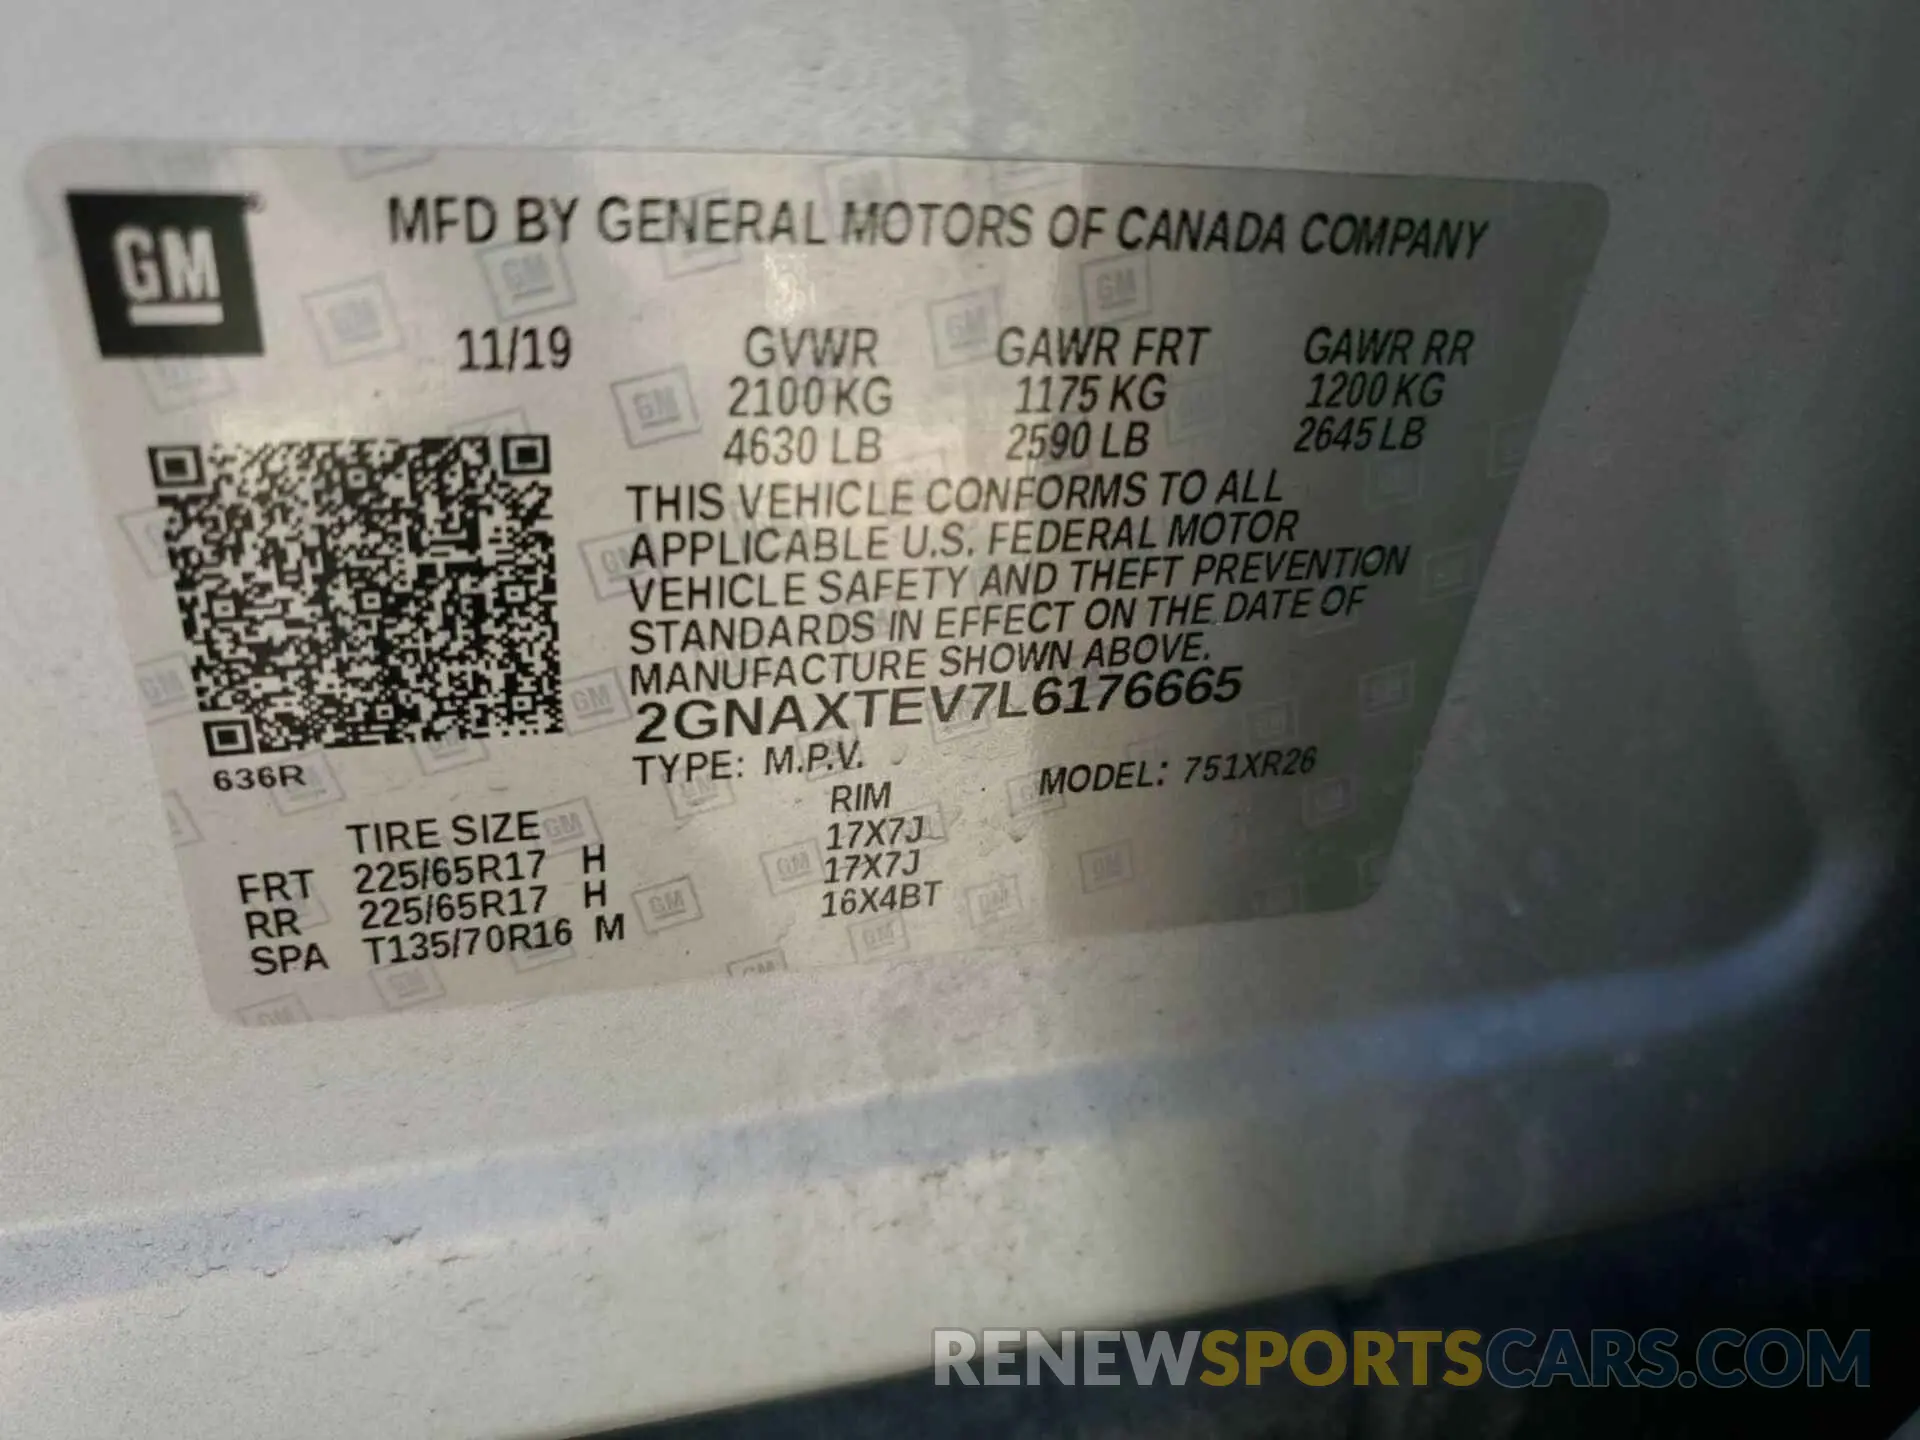 GM
MFD BY GENERAL MOTORS OF CANADA COMPANY
11/19 GVWR GAWR FRT GAWR RR
2100 KG 1175 KG 1200 KG
4630 LB 2590 LB 2645 LB
THIS VEHICLE CONFORMS TO ALL
APPLICABLE U.S. FEDERAL MOTOR
VEHICLE SAFETY AND THEFT PREVENTION
STANDARDS IN EFFECT ON THE DATE OF
MANUFACTURE SHOWN ABOVE.
2GNAXTEV7L6176665
TYPE: M.P.V. MODEL: 751XR26
636R
TIRE SIZE RIM
FRT 225/65R17 H 17X7J
RR 225/65R17 H 17X7J
SPA T135/70R16 M 16X4BT
RENEWSPORTSCARS.COM